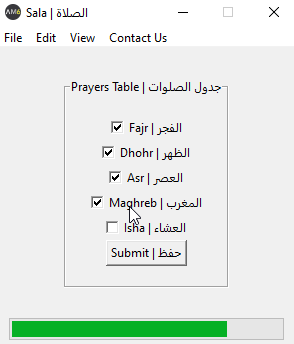 AM6 Sala | الصلاة
File Edit View Contact Us
Prayers Table | جدول الصلوات
Fajr | الفجر
Dhohr | الظهر
Asr | العصر
Maghreb | المغرب
Isha | العشاء
Submit | حفظ